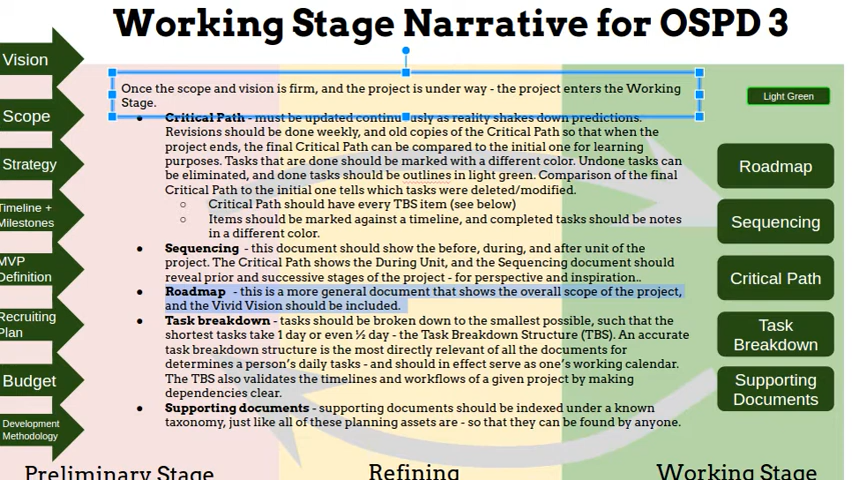 Working Stage Narrative for OSPD 3
Vision
Scope
Strategy
Timeline +
Milestones
MVP
Definition
Recruiting
Plan
Budget
Development
Methodology
Once the scope and vision is firm, and the project is under way - the project enters the Working
Stage.
● Critical Path - must be updated continuously as reality shakes down predictions.
Revisions should be done weekly, and old copies of the Critical Path so that when the
project ends, the final Critical Path can be compared to the initial one for learning
purposes. Tasks that are done should be marked with a different color. Undone tasks can
be eliminated, and done tasks should be outlines in light green. Comparison of the final
Critical Path to the initial one tells which tasks were deleted/modified.
○ Critical Path should have every TBS item (see below)
○ Items should be marked against a timeline, and completed tasks should be notes
in a different color.
● Sequencing - this document should show the before, during, and after unit of the
project. The Critical Path shows the During Unit, and the Sequencing document should
reveal prior and successive stages of the project - for perspective and inspiration..
● Roadmap - this is a more general document that shows the overall scope of the project,
and the Vivid Vision should be included.
● Task breakdown - tasks should be broken down to the smallest possible, such that the
shortest tasks take 1 day or even ½ day - the Task Breakdown Structure (TBS). An accurate
task breakdown structure is the most directly relevant of all the documents for
determines a person's daily tasks - and should in effect serve as one's working calendar.
The TBS also validates the timelines and workflows of a given project by making
dependencies clear.
● Supporting documents - supporting documents should be indexed under a known
taxonomy, just like all of these planning assets are - so that they can be found by anyone.
Light Green
Roadmap
Sequencing
Critical Path
Task
Breakdown
Supporting
Documents
Preliminary Stage
Refining
Working Stage